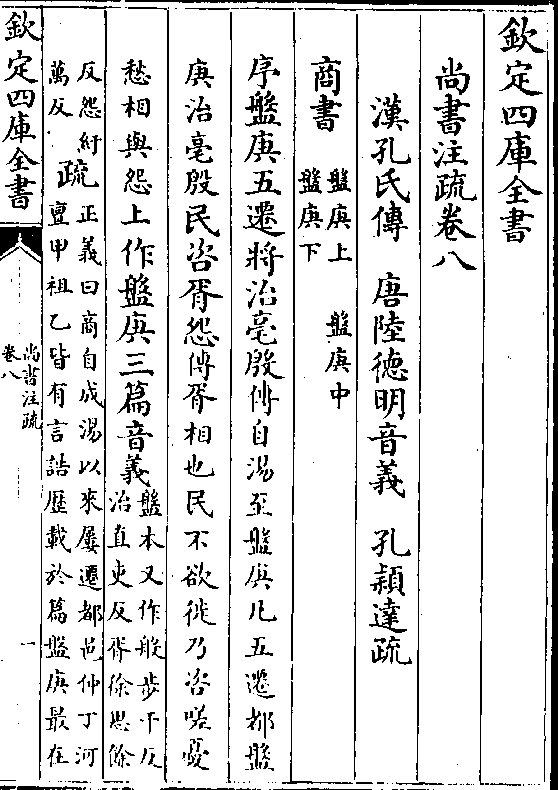 欽定四庫全書
尚書注疏卷八
漢孔氏傳　唐陸德明音義　孔穎達疏
商書
盤庚上　盤庚中
盤庚下
序盤庚五遷將治亳殷傳自湯至盤庚凡五遷都盤
庚治亳殷民咨胥怨傳胥相也民不欲徙乃咨嗟憂
愁相與怨上作盤庚三篇音義
盤本又作般步干反
治直吏反胥徐思餘
反怨紆
萬反
疏
正義曰商自成湯以來屢遷都邑仲丁河
亶甲祖乙皆有言誥歷載於篇盤庚最在
欽定四庫全書
尚書注疏
卷八
一